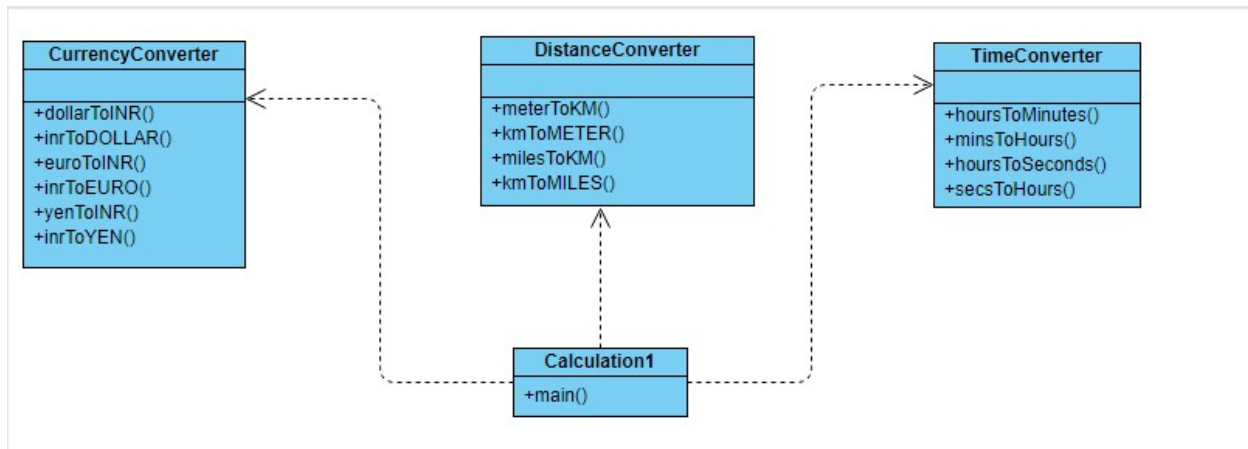 CurrencyConverter
+dollarToINR()
+inrToDOLLAR()
+euroToINR()
+inrToEURO()
+yenToINR()
+inrToYEN()
DistanceConverter
+meterToKM()
+kmToMETER()
+milesToKM()
+kmToMILES()
TimeConverter
+hoursToMinutes()
+minsToHours()
+hoursToSeconds()
+secsToHours()
Calculation1
+main()